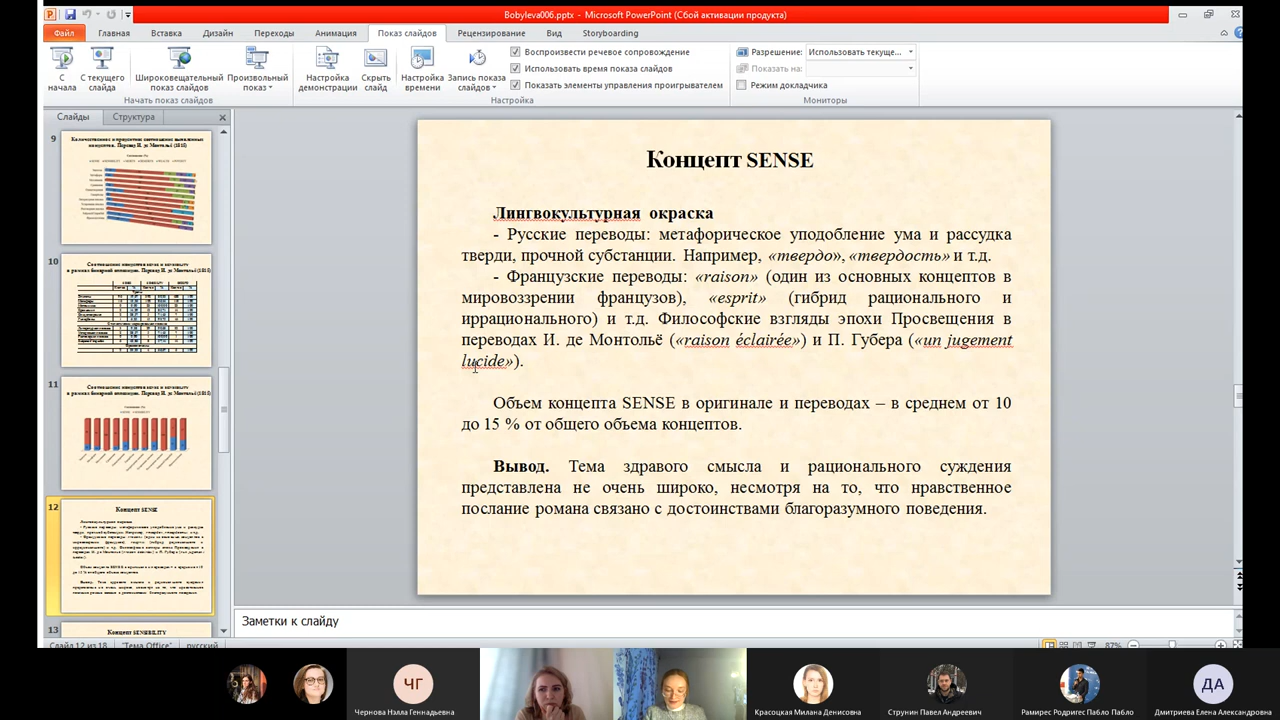 Bobyleva006.pptx - Microsoft PowerPoint (Сбой активации продукта)
Файл Главная Вставка Дизайн Переходы Анимация Показ слайдов Рецензирование Вид Storyboarding
С начала
С текущего слайда
Широковещательный показ слайдов
Произвольный показ
Начать показ слайдов
Настройка демонстрации
Скрыть слайд
Настройка времени
Запись показа слайдов
Воспроизвести речевое сопровождение
Использовать время показа слайдов
Показать элементы управления проигрывателем
Настройка
Разрешение: Использовать текуще...
Показать на:
Режим докладчика
Мониторы
Слайды Структура
9
10
11
12
Концепт SENSE
13
Концепт SENSIBILITY
Концепт SENSE
Лингвокультурная окраска
- Русские переводы: метафорическое уподобление ума и рассудка
тверди, прочной субстанции. Например, «твердо», «твердость» и т.д.
- Французские переводы: «raison» (один из основных концептов в
мировоззрении французов), «esprit» (гибрид рационального и
иррационального) и т.д. Философские взгляды эпохи Просвещения в
переводах И. де Монтольё («raison éclairée») и П. Губера («un jugement
lucide»).
Объем концепта SENSE в оригинале и переводах – в среднем от 10
до 15 % от общего объема концептов.
Вывод. Тема здравого смысла и рационального суждения
представлена не очень широко, несмотря на то, что нравственное
послание романа связано с достоинствами благоразумного поведения.
Заметки к слайду
Слайд 12 из 18 "Тема Office" русский 87%
ЧГ
Чернова Нэлла Геннадьевна
Красоцкая Милана Денисовна
Струнин Павел Андреевич
Рамирес Родригес Пабло Пабло
ДА
Дмитриева Елена Александровна